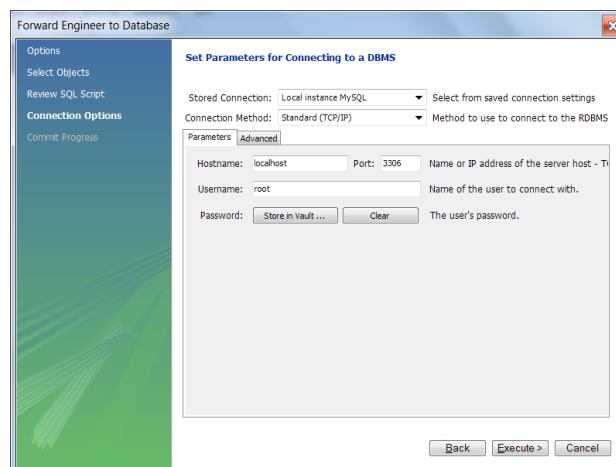 Forward Engineer to Database
Options
Select Objects
Review SQL Script
Connection Options
Commit Progress
Set Parameters for Connecting to a DBMS
Stored Connection: Local instance MySQL Select from saved connection settings
Connection Method: Standard (TCP/IP) Method to use to connect to the RDBMS
Parameters Advanced
Hostname: localhost Port: 3306 Name or IP address of the server host -
Username: root Name of the user to connect with.
Password: Store in Vault ... Clear The user's password.
Back Execute > Cancel